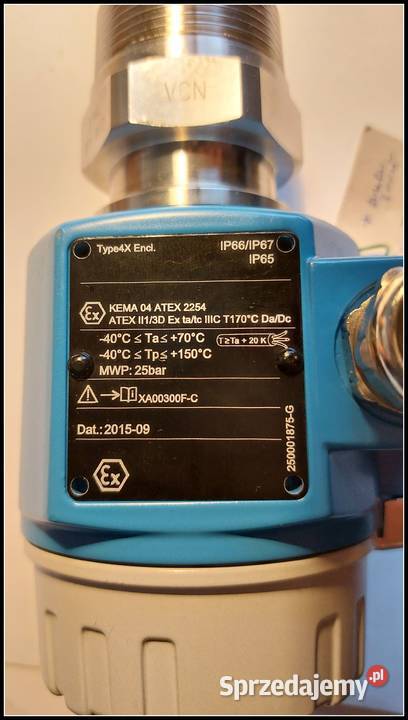 VCN
Type4X Encl.
IP66/IP67
IP65
Ex KEMA 04 ATEX 2254
ATEX II1/3D Ex ta/tc IIIC T170°C Da/Dc
-40°C ≤ Ta≤ +70°C T≥Ta + 20 K
-40°C ≤ Tp≤ +150°C
MWP: 25bar
XA00300F-C
Dat.: 2015-09
250001875-G
Ex
Sprzedajemy.pl